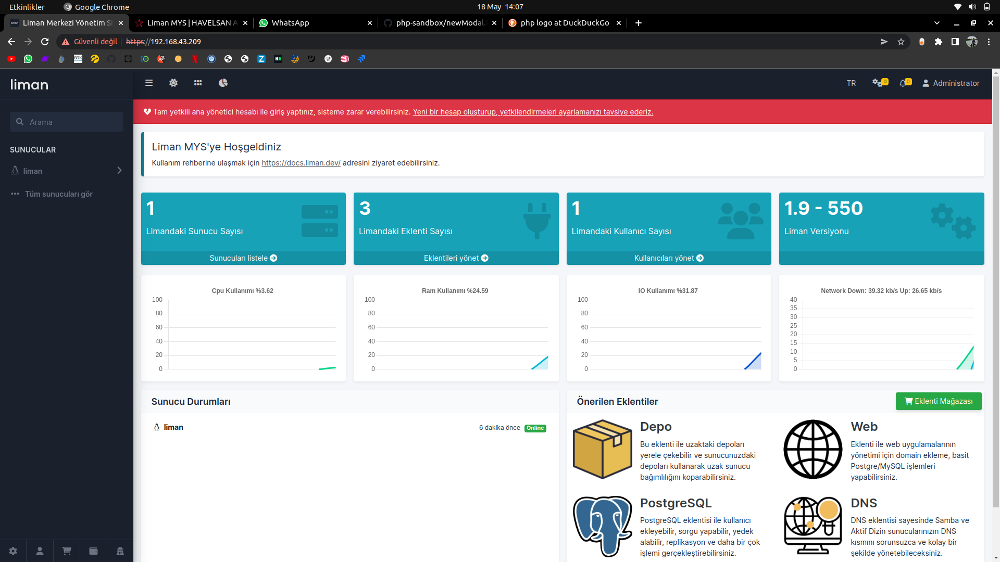 Etkinlikler
Google Chrome
18 May 14:07
Liman Merkezi Yönetim Si
Liman MYS | HAVELSAN A
WhatsApp
php-sandbox/newModal.
php logo at DuckDuckGo
Güvenli değil
https://192.168.43.209
liman
TR
0
0
Administrator
Tam yetkili ana yönetici hesabı ile giriş yaptınız, sisteme zarar verebilirsiniz. Yeni bir hesap oluşturup, yetkilendirmeleri ayarlamanızı tavsiye ederiz.
Arama
SUNUCULAR
liman
Tüm sunucuları gör
Liman MYS'ye Hoşgeldiniz
Kullanım rehberine ulaşmak için https://docs.liman.dev/ adresini ziyaret edebilirsiniz.
1
Limandaki Sunucu Sayısı
Sunucuları listele
3
Limandaki Eklenti Sayısı
Eklentileri yönet
1
Limandaki Kullanıcı Sayısı
Kullanıcıları yönet
1.9 - 550
Liman Versiyonu
Cpu Kullanımı %3.62
100
80
60
40
20
0
Ram Kullanımı %24.59
100
80
60
40
20
0
IO Kullanımı %31.87
100
80
60
40
20
0
Network Down: 39.32 kb/s Up: 26.65 kb/s
40
35
30
25
20
15
10
5
0
Sunucu Durumları
liman
6 dakika önce
Online
Önerilen Eklentiler
Eklenti Mağazası
Depo
Bu eklenti ile uzaktaki depoları
yerele çekebilir ve sunucunuzdaki
depoları kullanarak uzak sunucu
bağımlılığını koparabilirsiniz.
Web
Eklenti ile web uygulamalarının
yönetimi için domain ekleme, basit
Postgre/MySQL işlemleri
yapabilirsiniz.
PostgreSQL
PostgreSQL eklentisi ile kullanıcı
ekleyebilir, sorgu yapabilir, yedek
alabilir, replikasyon ve daha bir çok
işlemi gerçekleştirebilirsiniz.
DNS
DNS eklentisi sayesinde Samba ve
Aktif Dizin sunucularınızın DNS
kısmını sorunsuzca ve kolay bir
şekilde yönetebileceksiniz.